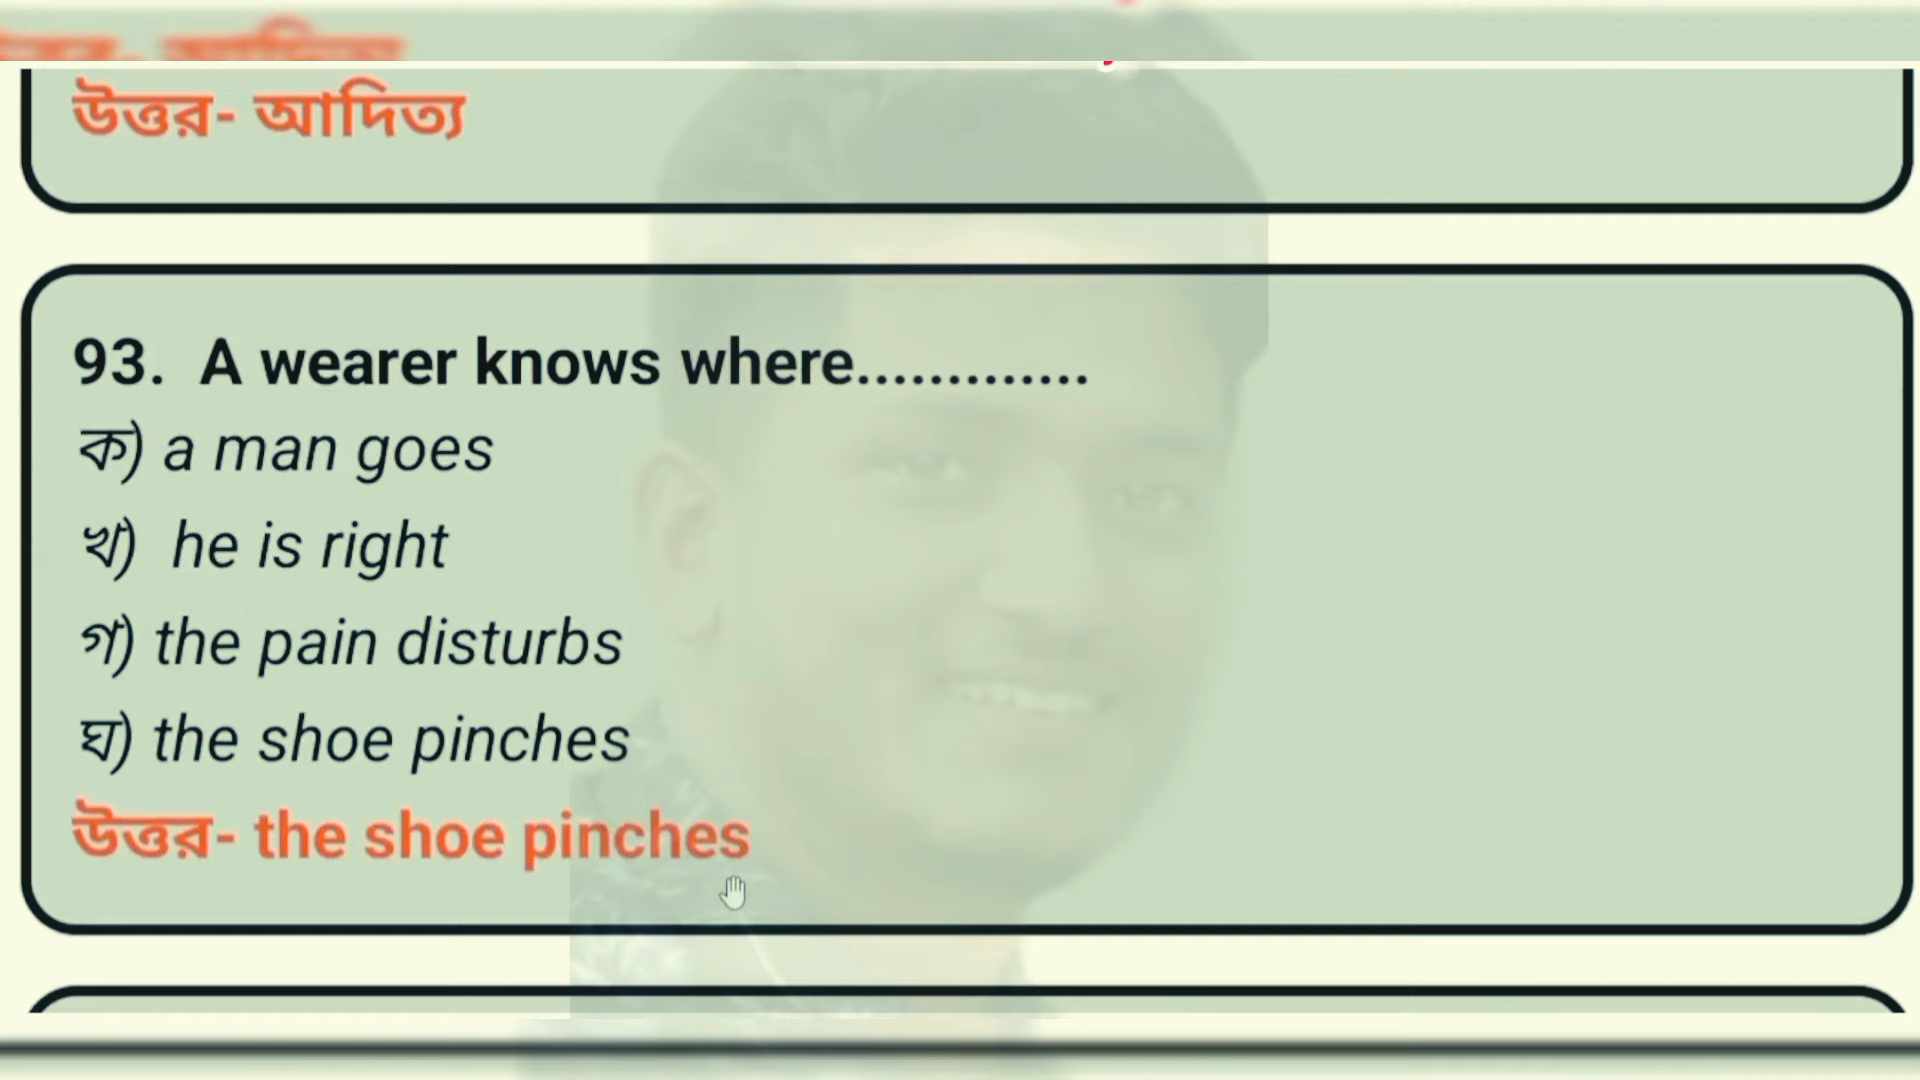 উত্তর- আদিত্য
93. A wearer knows where.............
ক) a man goes
খ) he is right
গ) the pain disturbs
ঘ) the shoe pinches
উত্তর- the shoe pinches